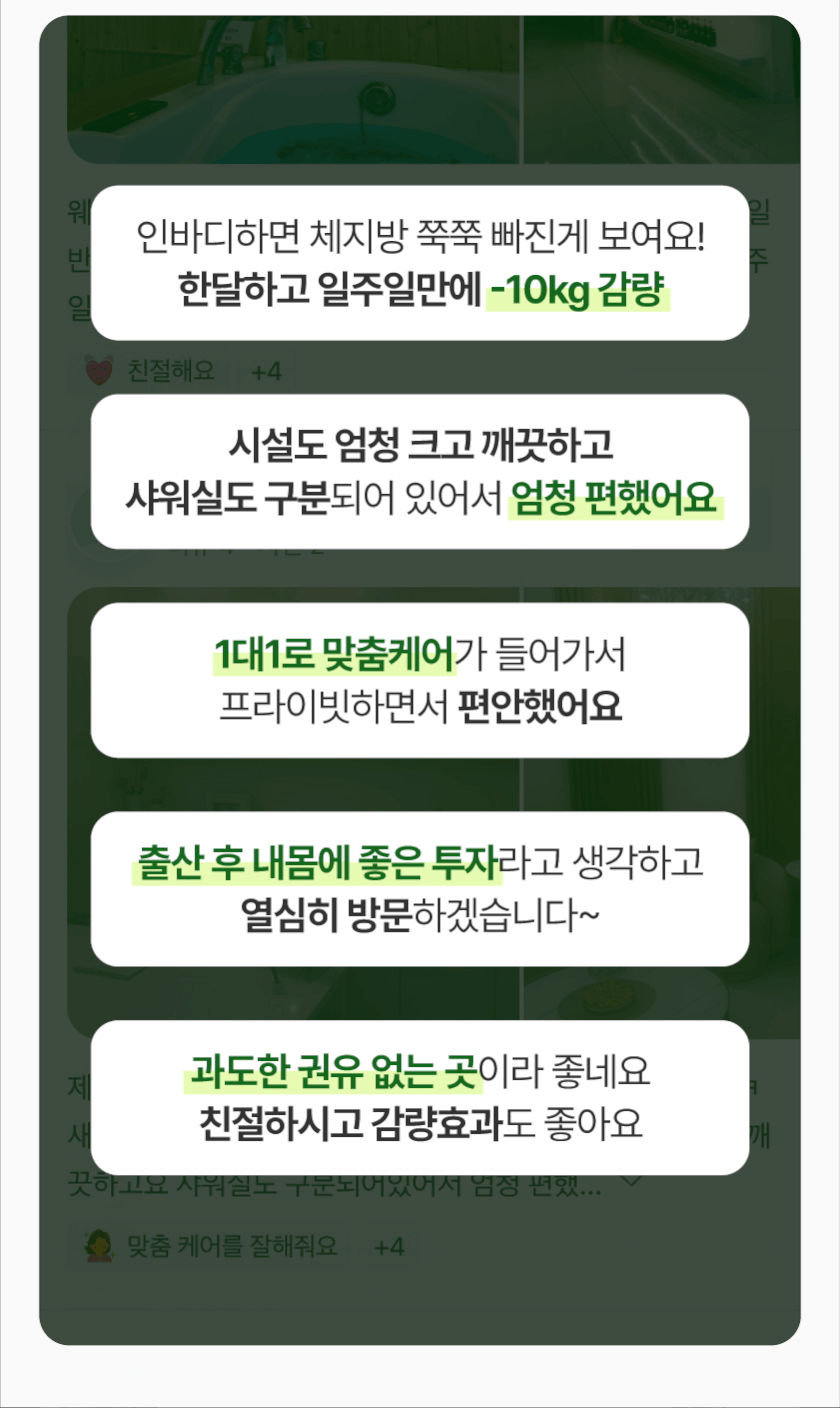 웨
일
반
주
일
인바디하면 체지방 쭉쭉 빠진게 보여요!
한달하고 일주일만에 -10kg 감량
친절해요 +4
시설도 엄청 크고 깨끗하고
샤워실도 구분되어 있어서 엄청 편했어요
1대1로 맞춤케어가 들어가서
프라이빗하면서 편안했어요
출산 후 내몸에 좋은 투자라고 생각하고
열심히 방문하겠습니다~
과도한 권유 없는 곳이라 좋네요
친절하시고 감량효과도 좋아요
제
새
깨
끗하고요 샤워실도 구분되어있어서 엄청 편했...
맞춤 케어를 잘해줘요 +4